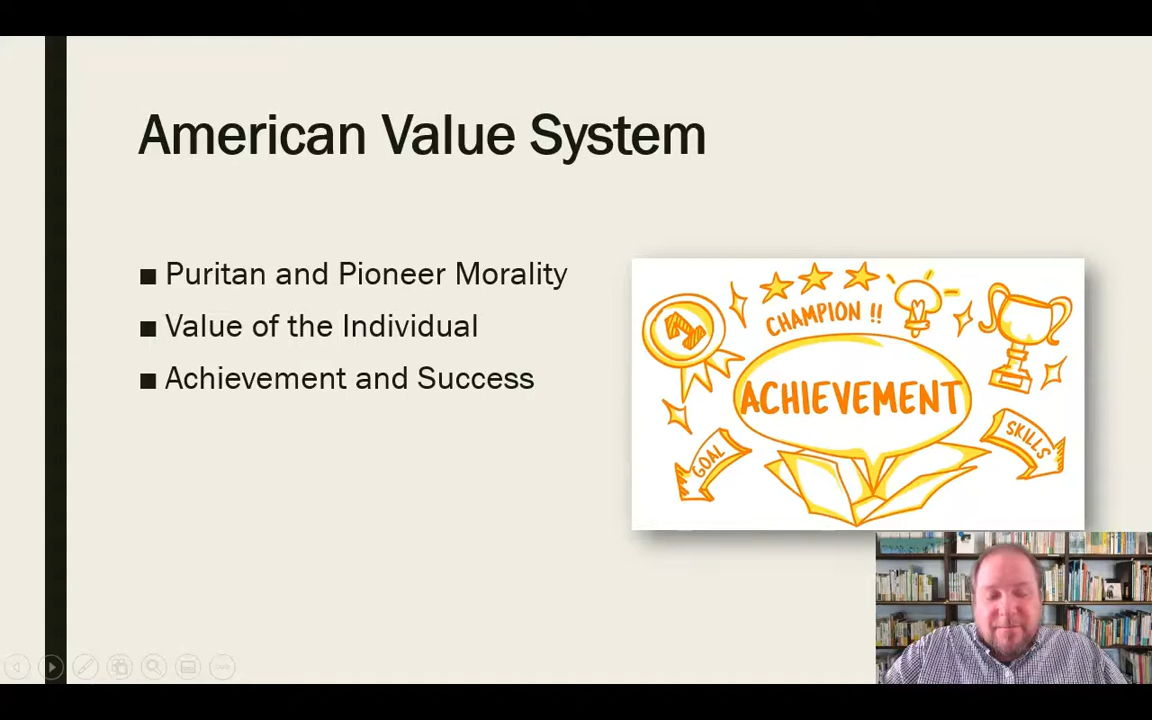 American Value System
■ Puritan and Pioneer Morality
■ Value of the Individual
■ Achievement and Success
CHAMPION !!
ACHIEVEMENT
GOAL
SKILLS